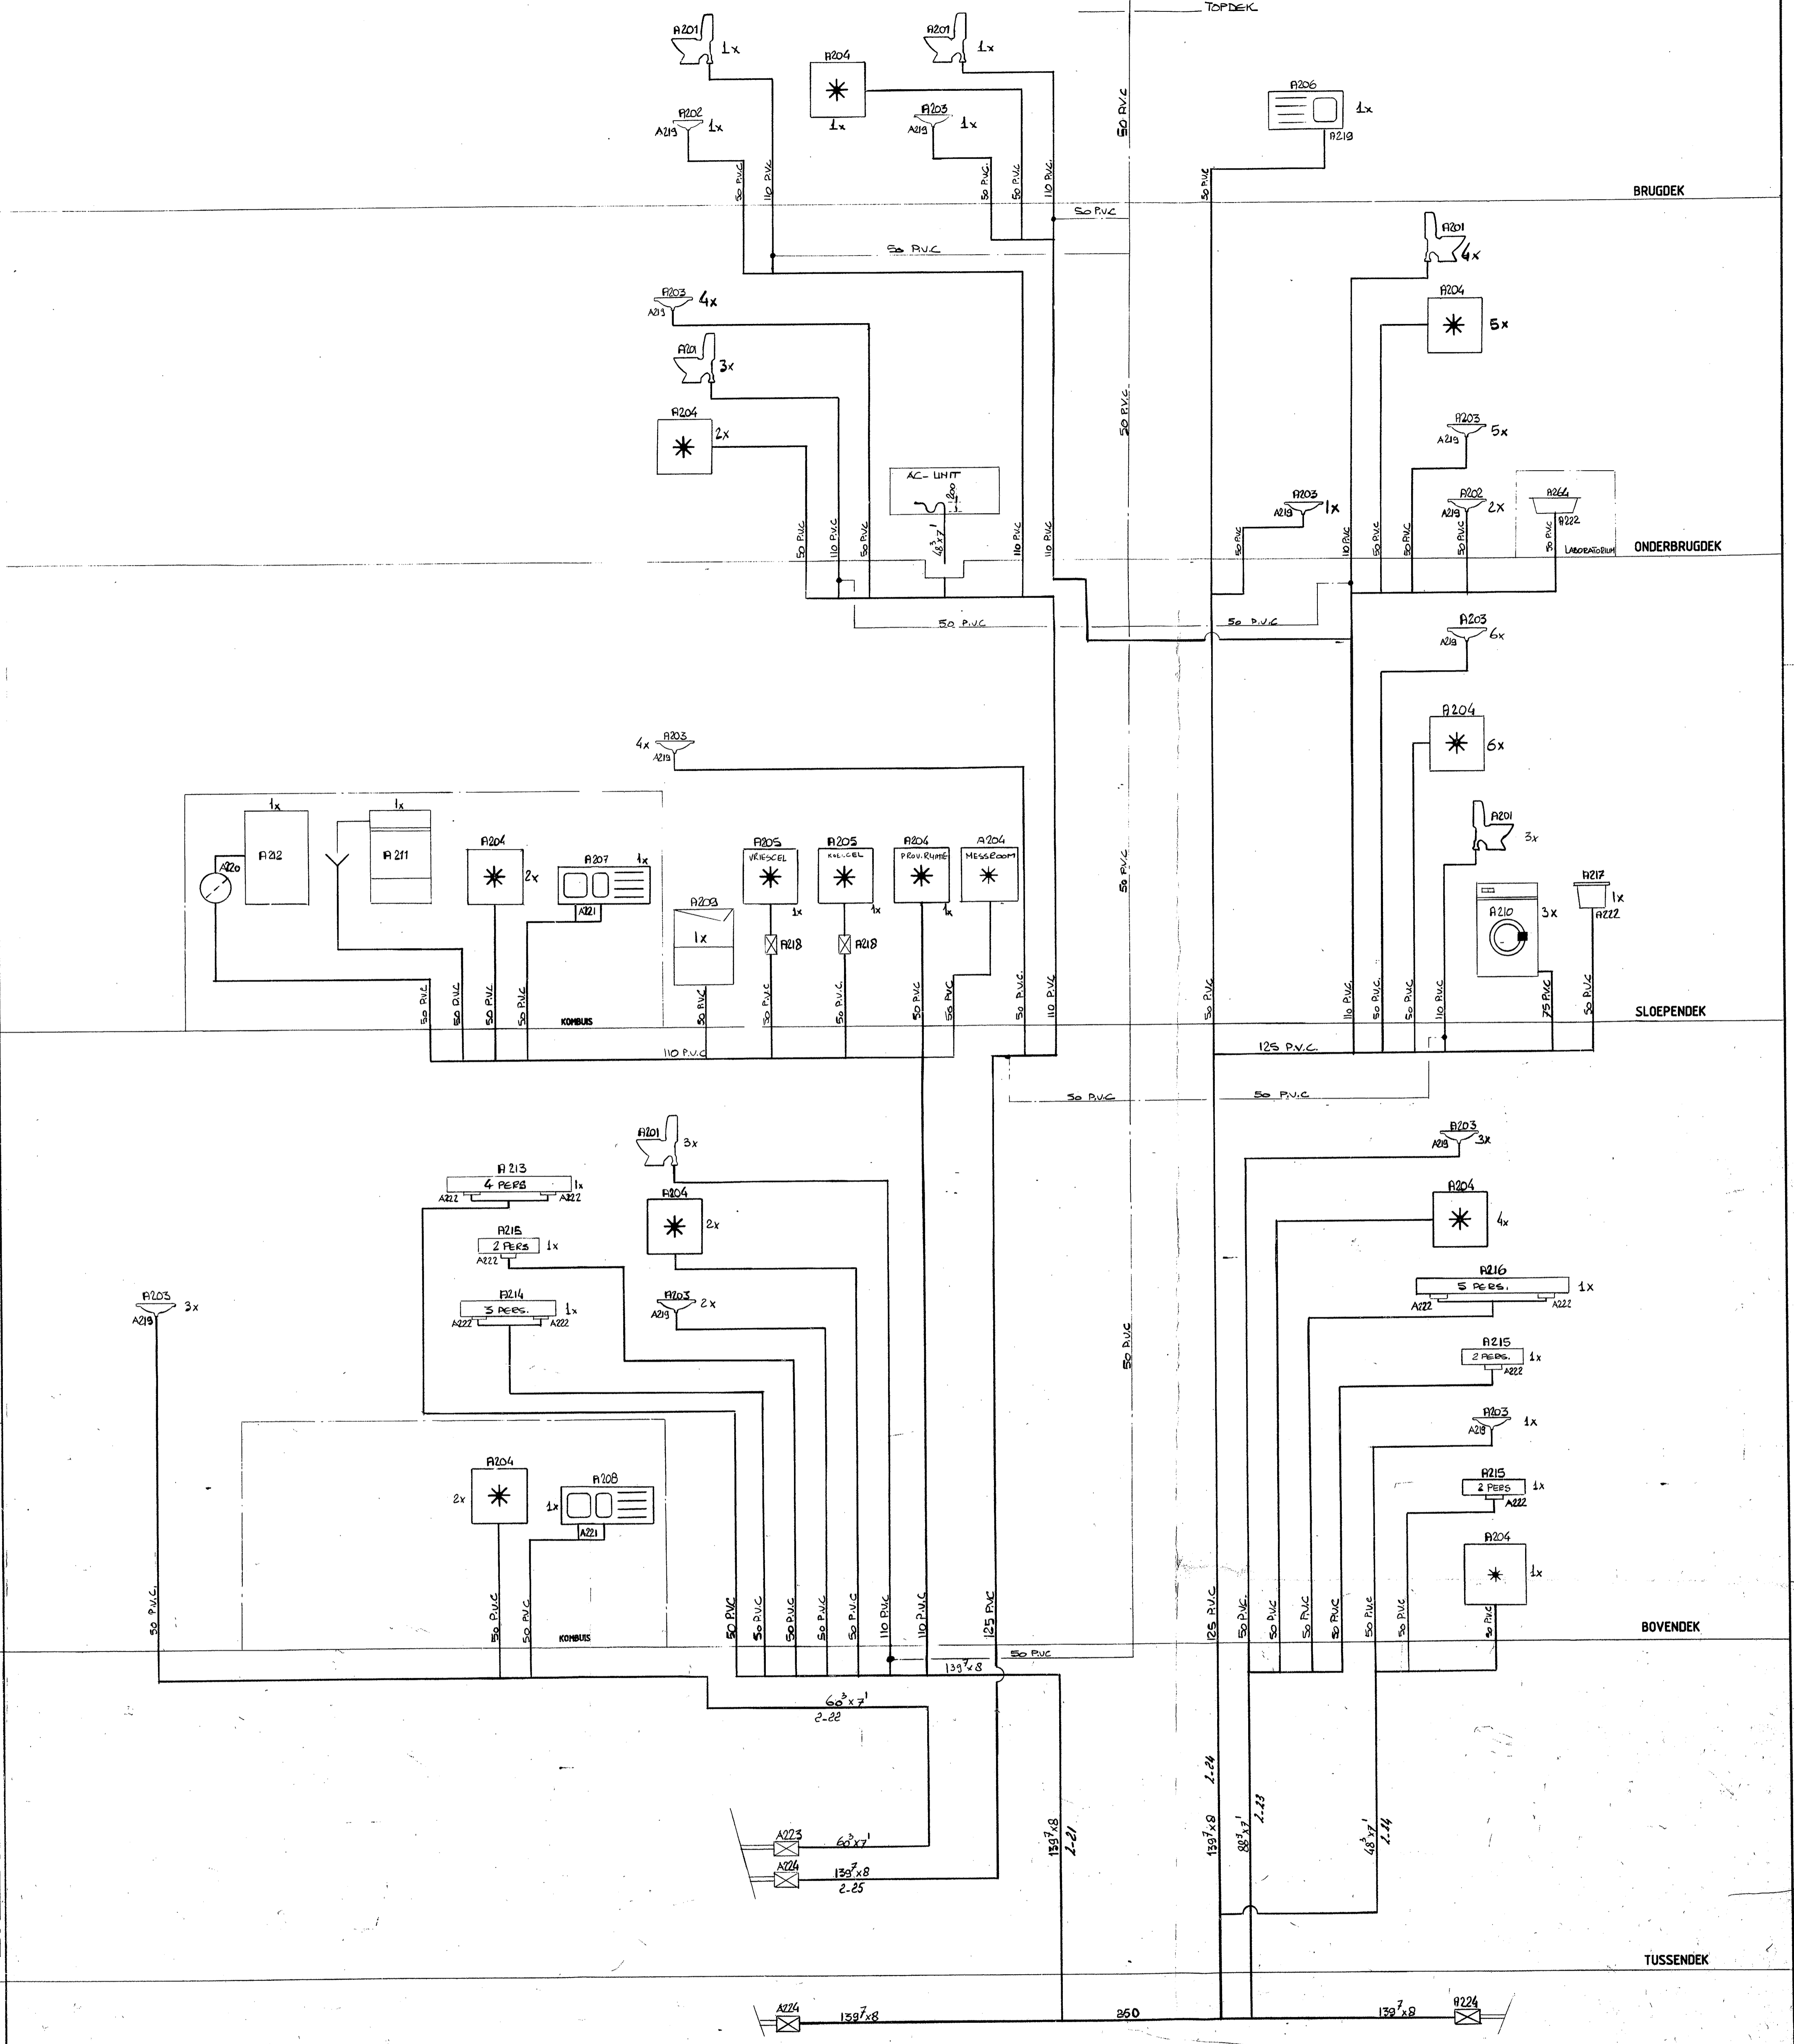 TOPDEK
A201
1x
A201
1x
A204
1x
A202
A219
1x
A203
A219
1x
A206
1x
A219
50 P.V.C
50 P.V.C
110 P.V.C
50 P.V.C.
50 P.V.C
110 P.V.C.
50 P.V.C
BRUGDEK
50 P.V.C
50 P.V.C
A201
4x
A203
A219
4x
A204
5x
A201
3x
A204
2x
50 P.V.C.
A203
A219
5x
AC-UNIT
200
48³x7¹
A203
A219
1x
A202
A219
2x
A264
A222
LABORATORIUM
50 P.V.C
110 P.V.C
50 P.V.C
110 P.V.C
110 P.V.C
50 P.V.C
110 P.V.C
50 P.V.C
50 P.V.C
50 P.V.C
50 P.V.C
ONDERBRUGDEK
50 P.V.C
50 P.V.C
A203
A219
6x
A204
6x
4x
A203
A219
1x
A212
A220
1x
A211
A204
2x
A207
1x
A221
A209
1x
A205
VRIESCEL
1x
A218
A205
KOELCEL
1x
A218
A204
PROV.RUIMTE
1x
A204
MESSROOM
50 P.V.C
A201
3x
A210
3x
A217
1x
A222
50 P.V.C
50 P.V.C
50 P.V.C
50 P.V.C
KOMBUIS
50 P.V.C
50 P.V.C
50 P.V.C.
50 P.V.C
50 P.V.C
50 P.V.C.
110 P.V.C
50 P.V.C
110 P.V.C.
50 P.V.C
50 P.V.C
110 P.V.C
75 P.V.C
50 P.V.C
SLOEPENDEK
110 P.V.C
125 P.V.C.
50 P.V.C
50 P.V.C
A201
3x
A213
4 PERS
1x
A222
A222
A204
2x
A215
2 PERS
1x
A222
A214
3 PERS.
1x
A222
A222
A203
A219
2x
A203
A219
3x
50 P.V.C
A203
A219
3x
A204
4x
A216
5 PERS.
1x
A222
A222
A215
2 PERS.
1x
A222
A203
A219
1x
A215
2 PERS
1x
A222
A204
1x
A204
2x
A208
1x
A221
50 P.V.C.
50 P.V.C
50 P.V.C
KOMBUIS
50 P.V.C
50 P.V.C
50 P.V.C
50 P.V.C
50 P.V.C
110 P.V.C
110 P.V.C
125 P.V.C
125 P.V.C
50 P.V.C.
50 P.V.C
50 P.V.C
50 P.V.C
50 P.V.C
50 P.V.C
50 P.V.C
BOVENDEK
50 P.V.C
139⁷x8
60³x7¹
2-22
139⁷x8
2-21
139⁷x8
2-24
88⁹x7¹
2-23
48³x7¹
2-24
A223
60³x7¹
A224
139⁷x8
2-25
TUSSENDEK
A224
139⁷x8
250
139⁷x8
A224